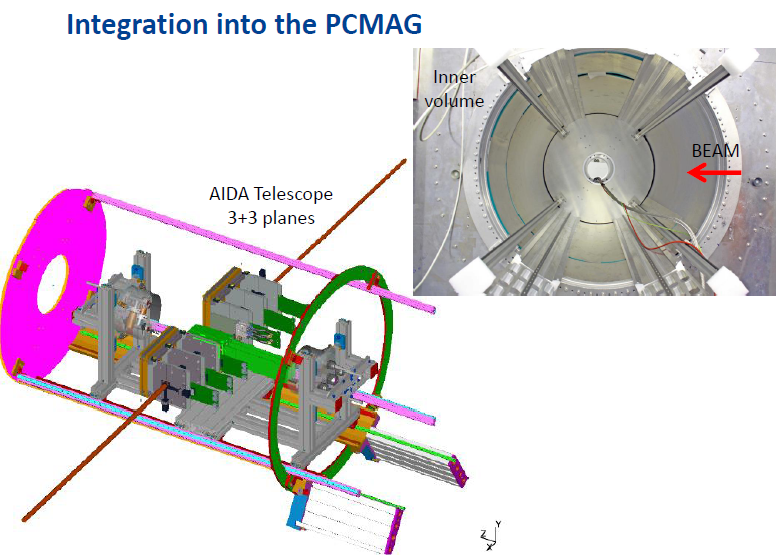 Integration into the PCMAG
Inner
volume
BEAM
AIDA Telescope
3+3 planes
Y
Z
X